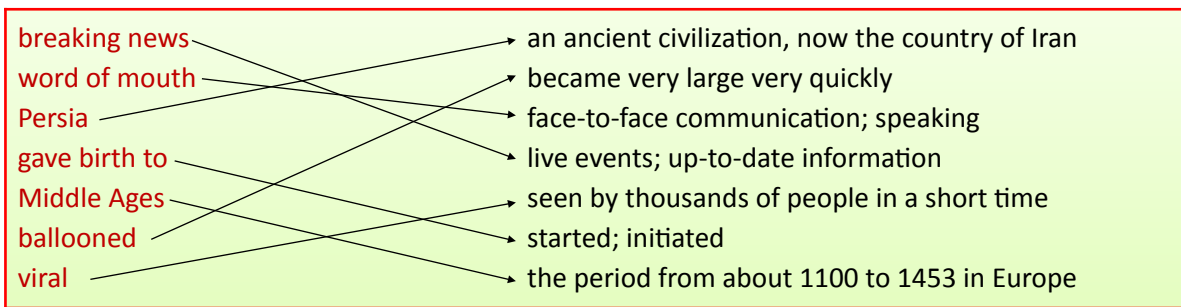 breaking news an ancient civilization, now the country of Iran
word of mouth became very large very quickly
Persia face-to-face communication; speaking
gave birth to live events; up-to-date information
Middle Ages seen by thousands of people in a short time
ballooned started; initiated
viral the period from about 1100 to 1453 in Europe